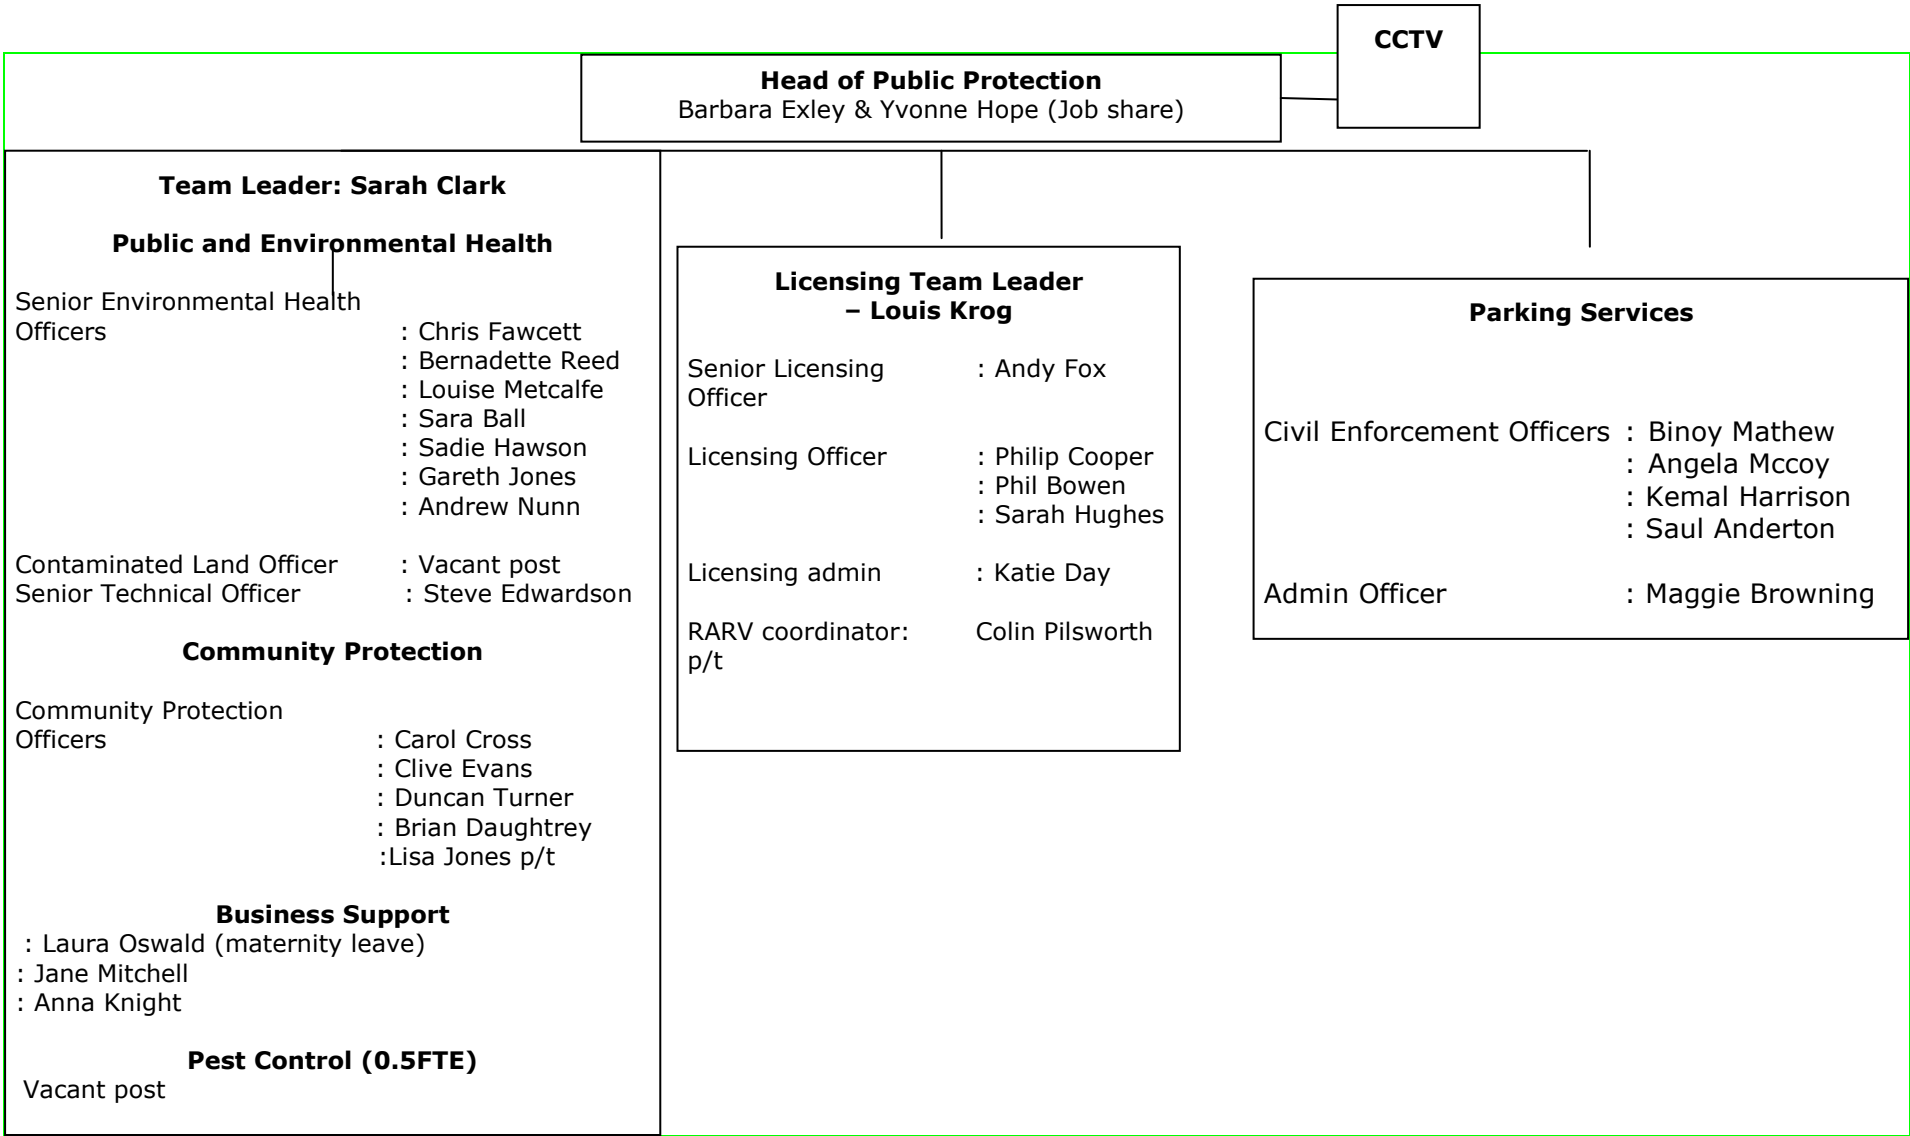 CCTV
Head of Public Protection
Barbara Exley & Yvonne Hope (Job share)
Team Leader: Sarah Clark
Public and Environmental Health
Senior Environmental Health
Officers : Chris Fawcett
: Bernadette Reed
: Louise Metcalfe
: Sara Ball
: Sadie Hawson
: Gareth Jones
: Andrew Nunn
Contaminated Land Officer : Vacant post
Senior Technical Officer : Steve Edwardson
Community Protection
Community Protection
Officers : Carol Cross
: Clive Evans
: Duncan Turner
: Brian Daughtrey
:Lisa Jones p/t
Business Support
: Laura Oswald (maternity leave)
: Jane Mitchell
: Anna Knight
Pest Control (0.5FTE)
Vacant post
Licensing Team Leader
– Louis Krog
Senior Licensing : Andy Fox
Officer
Licensing Officer : Philip Cooper
: Phil Bowen
: Sarah Hughes
Licensing admin : Katie Day
RARV coordinator: Colin Pilsworth
p/t
Parking Services
Civil Enforcement Officers : Binoy Mathew
: Angela Mccoy
: Kemal Harrison
: Saul Anderton
Admin Officer : Maggie Browning